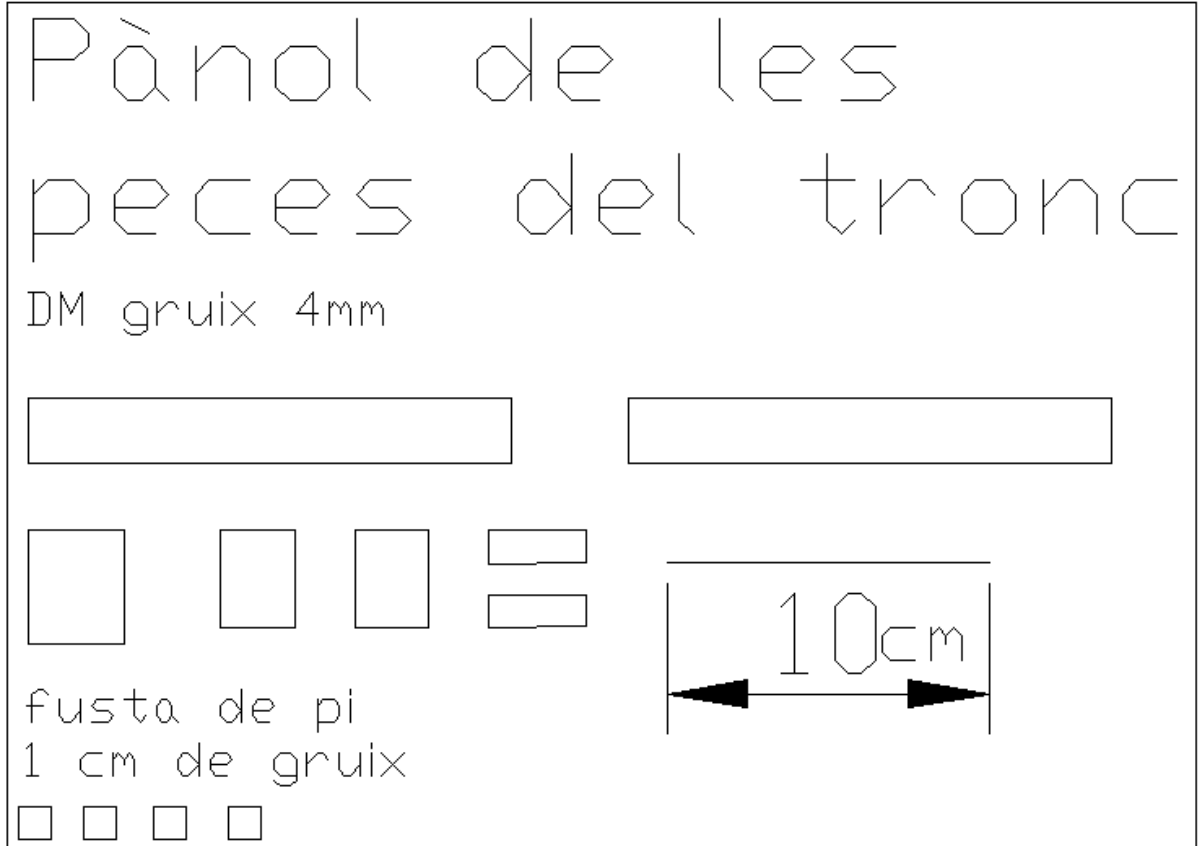 Pànol de les
peces del tronc
DM gruix 4mm
10cm
fusta de pi
1 cm de gruix